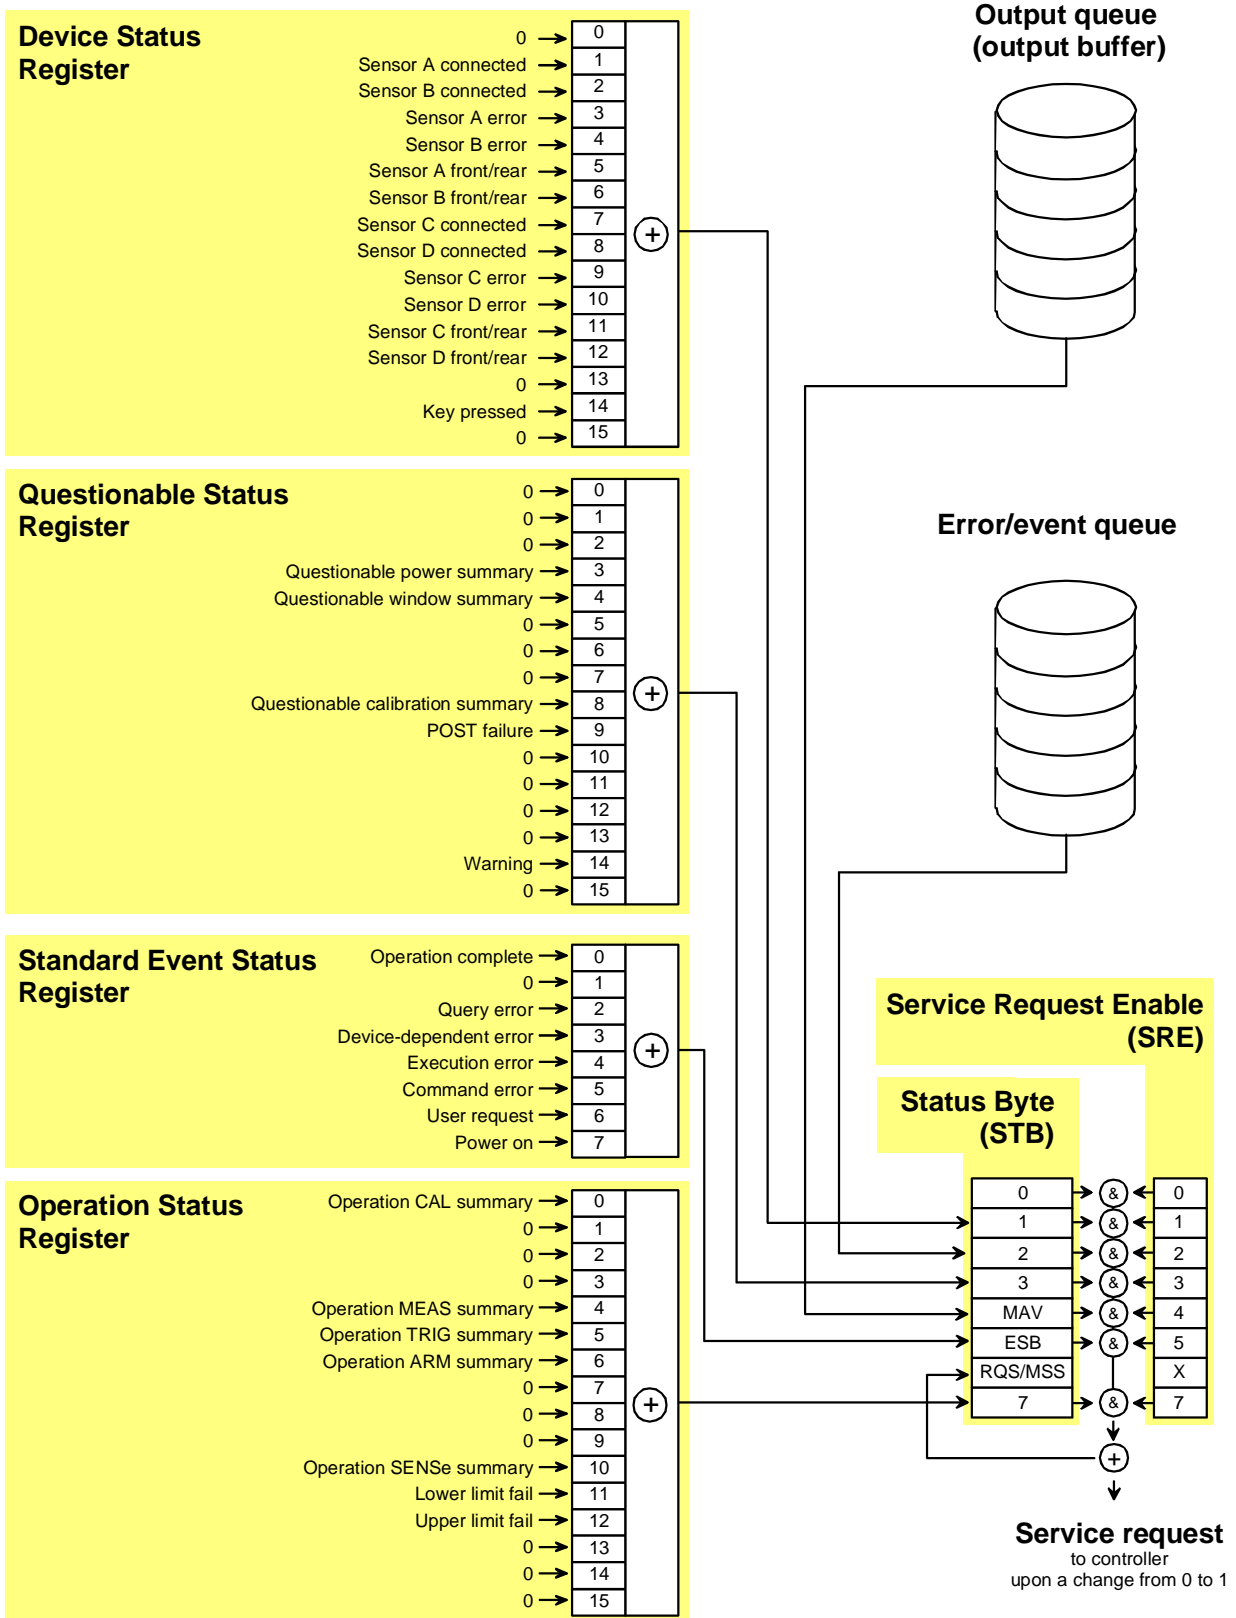 Device Status
Register
0 0
Sensor A connected 1
Sensor B connected 2
Sensor A error 3
Sensor B error 4
Sensor A front/rear 5
Sensor B front/rear 6
Sensor C connected 7
Sensor D connected 8
Sensor C error 9
Sensor D error 10
Sensor C front/rear 11
Sensor D front/rear 12
0 13
Key pressed 14
0 15
+
Output queue
(output buffer)
Questionable Status
Register
0 0
0 1
0 2
Questionable power summary 3
Questionable window summary 4
0 5
0 6
0 7
Questionable calibration summary 8
POST failure 9
0 10
0 11
0 12
0 13
Warning 14
0 15
+
Error/event queue
Standard Event Status
Register
Operation complete 0
0 1
Query error 2
Device-dependent error 3
Execution error 4
Command error 5
User request 6
Power on 7
+
Operation Status
Register
Operation CAL summary 0
0 1
0 2
0 3
Operation MEAS summary 4
Operation TRIG summary 5
Operation ARM summary 6
0 7
0 8
0 9
Operation SENSe summary 10
Lower limit fail 11
Upper limit fail 12
0 13
0 14
0 15
+
Service Request Enable
(SRE)
Status Byte
(STB)
0 & 0
1 & 1
2 & 2
3 & 3
MAV & 4
ESB & 5
RQS/MSS X
7 & 7
+
Service request
to controller
upon a change from 0 to 1